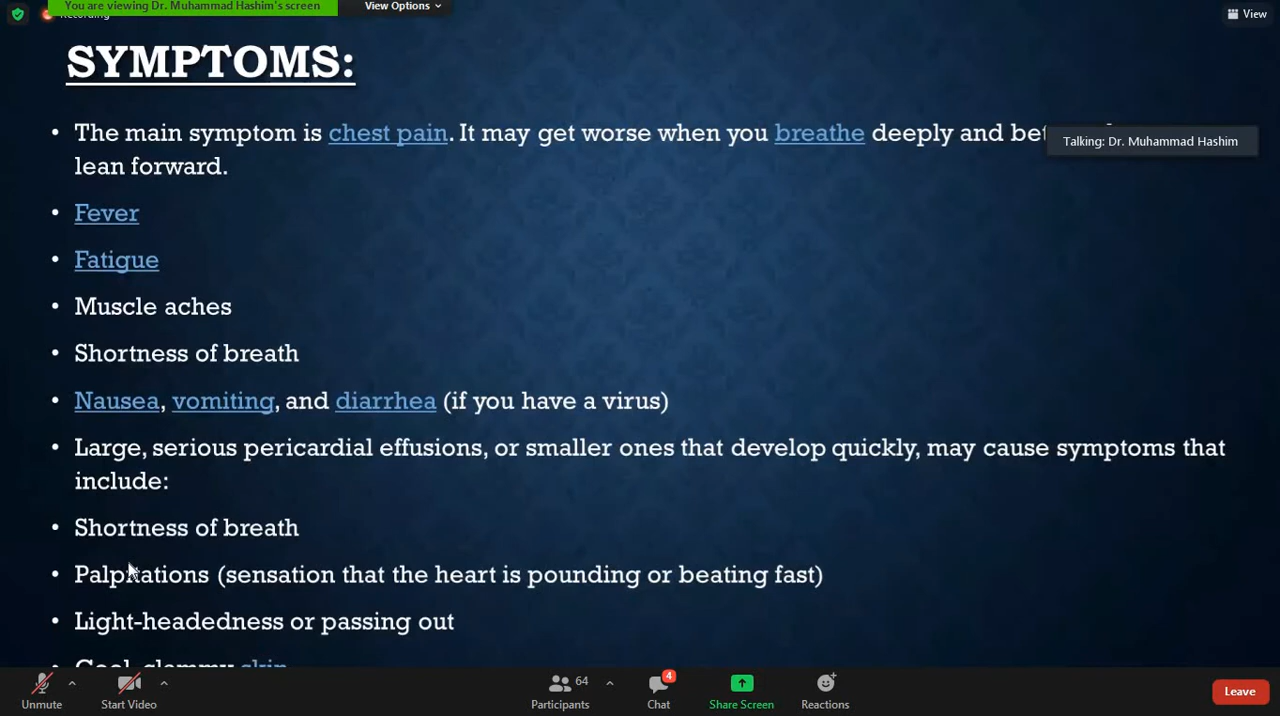 You are viewing Dr. Muhammad Hashim's screen
View Options
Recording
View
SYMPTOMS:
• The main symptom is chest pain. It may get worse when you breathe deeply and
Talking: Dr. Muhammad Hashim
lean forward.
• Fever
• Fatigue
• Muscle aches
• Shortness of breath
• Nausea, vomiting, and diarrhea (if you have a virus)
• Large, serious pericardial effusions, or smaller ones that develop quickly, may cause symptoms that
include:
• Shortness of breath
• Palpitations (sensation that the heart is pounding or beating fast)
• Light-headedness or passing out
• Cool, clammy skin
Unmute
Start Video
64
Participants
4
Chat
Share Screen
Reactions
Leave